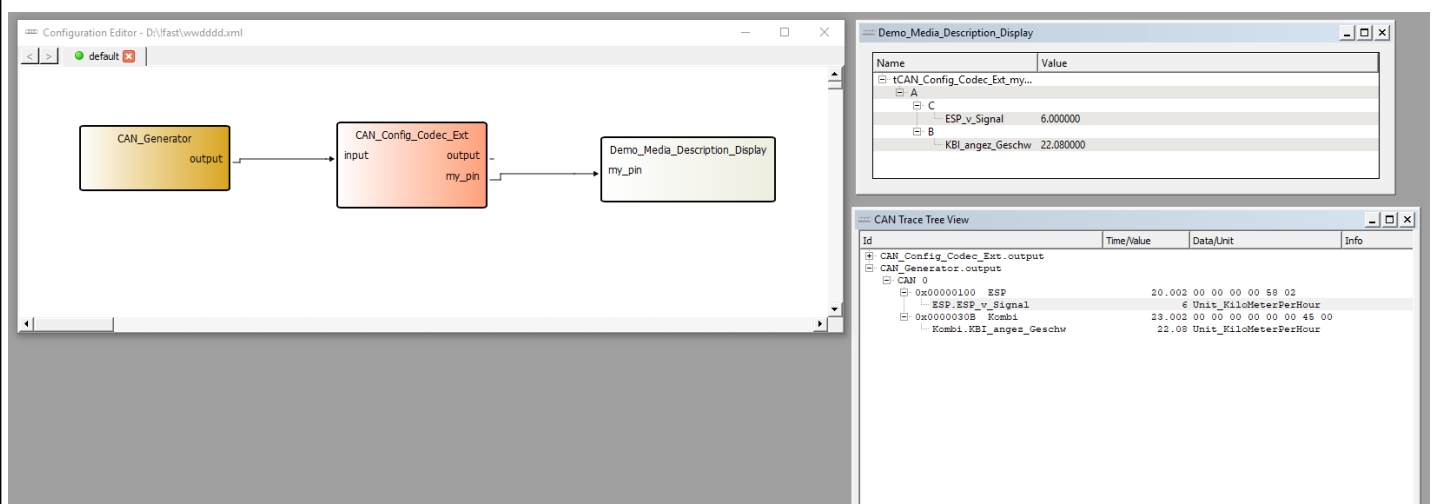 Configuration Editor - D:\!fast\wwdddd.xml
< > default
CAN_Generator
output
CAN_Config_Codec_Ext
input output
my_pin
Demo_Media_Description_Display
my_pin
Demo_Media_Description_Display
Name Value
tCAN_Config_Codec_Ext_my...
A
C
ESP_v_Signal 6.000000
B
KBI_angez_Geschw 22.080000
CAN Trace Tree View
Id Time/Value Data/Unit Info
CAN_Config_Codec_Ext.output
CAN_Generator.output
CAN 0
0x00000100 ESP 20.002 00 00 00 00 58 02
ESP.ESP_v_Signal 6 Unit_KiloMeterPerHour
0x0000030B Kombi 23.002 00 00 00 00 00 00 45 00
Kombi.KBI_angez_Geschw 22.08 Unit_KiloMeterPerHour